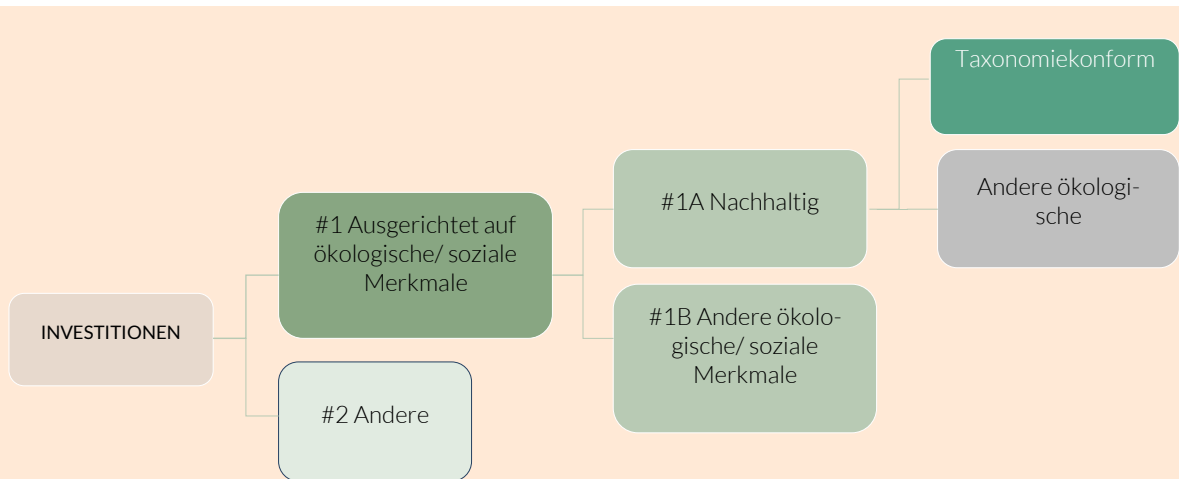 INVESTITIONEN
#1 Ausgerichtet auf
ökologische/ soziale
Merkmale
#2 Andere
#1A Nachhaltig
#1B Andere ökolo-
gische/ soziale
Merkmale
Taxonomiekonform
Andere ökologi-
sche